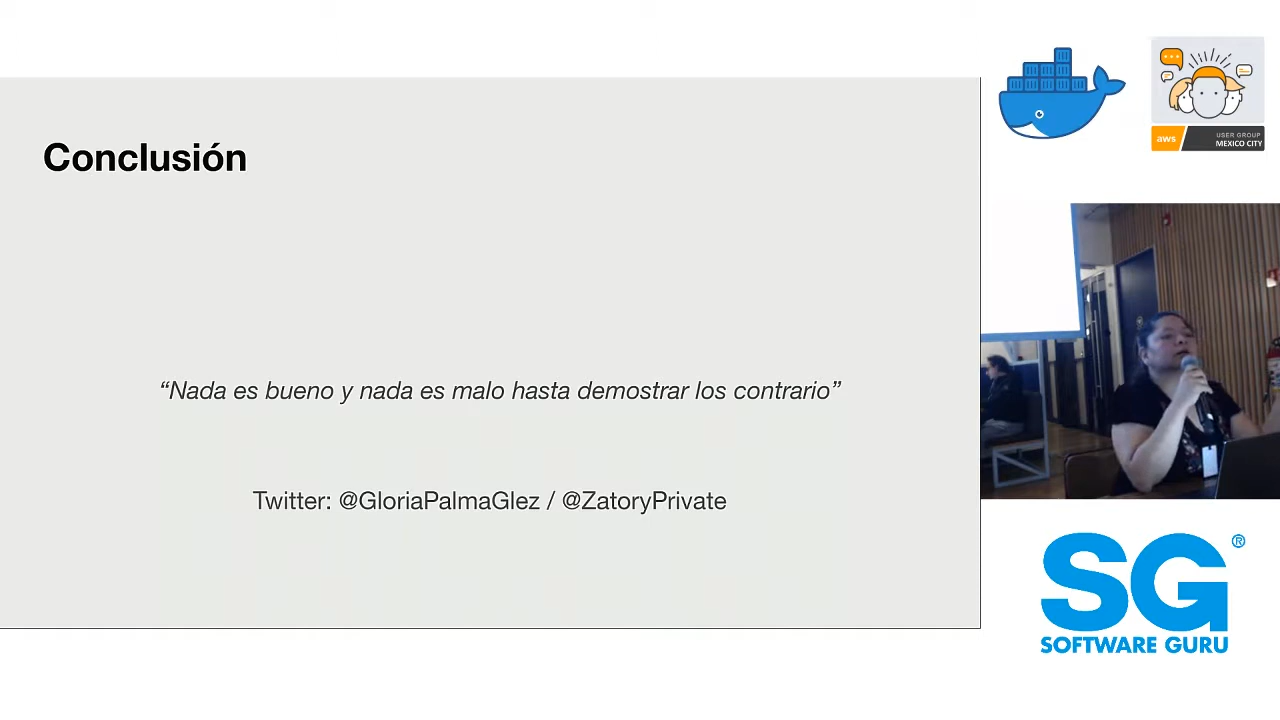 Conclusión
“Nada es bueno y nada es malo hasta demostrar los contrario”
Twitter: @GloriaPalmaGlez / @ZatoryPrivate
aws
USER GROUP
MEXICO CITY
SG®
SOFTWARE GURU